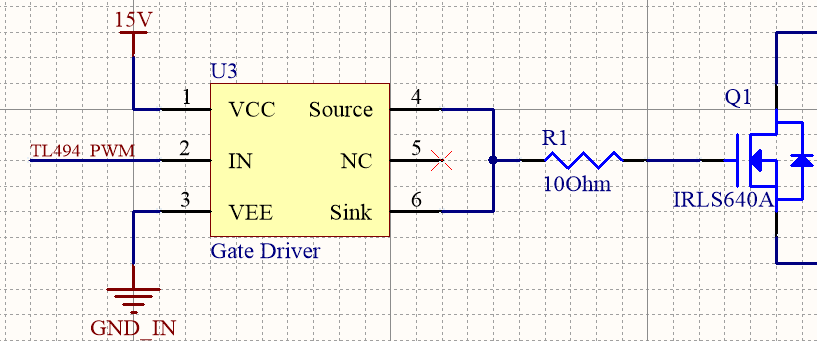 15V
U3
1 VCC Source 4
Q1
TL494_PWM 2 IN NC 5
R1
10Ohm
3 VEE Sink 6
IRLS640A
Gate Driver
GND_IN